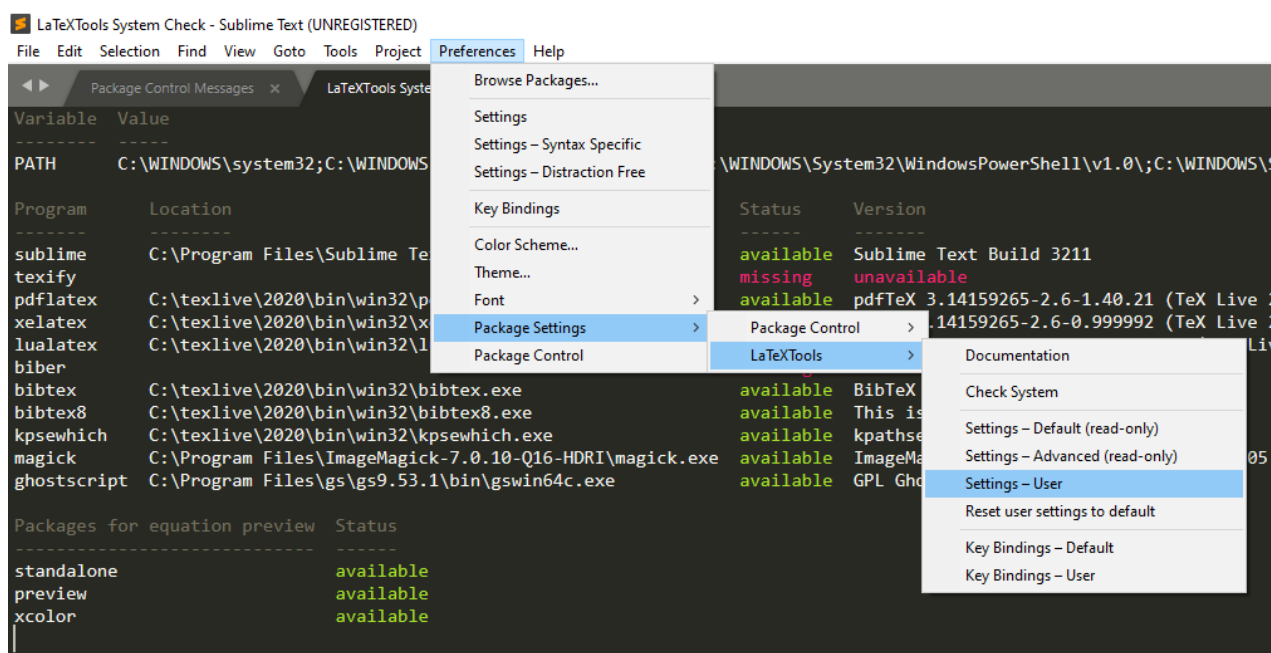 LaTeXTools System Check - Sublime Text (UNREGISTERED)
File Edit Selection Find View Goto Tools Project Preferences Help
Package Control Messages × LaTeXTools Syste
Browse Packages...
Settings
Settings – Syntax Specific
Settings – Distraction Free
Key Bindings
Color Scheme...
Theme...
Font >
Package Settings >
Package Control
Package Control >
LaTeXTools >
Documentation
Check System
Settings – Default (read-only)
Settings – Advanced (read-only)
Settings – User
Reset user settings to default
Key Bindings – Default
Key Bindings – User
Variable Value
-------- -----
PATH C:\WINDOWS\system32;C:\WINDOWS \WINDOWS\System32\WindowsPowerShell\v1.0\;C:\WINDOWS\
Program Location Status Version
------- -------- ------ -------
sublime C:\Program Files\Sublime Te available Sublime Text Build 3211
texify missing unavailable
pdflatex C:\texlive\2020\bin\win32\p available pdfTeX 3.14159265-2.6-1.40.21 (TeX Live
xelatex C:\texlive\2020\bin\win32\x .14159265-2.6-0.999992 (TeX Live
lualatex C:\texlive\2020\bin\win32\l Li
biber
bibtex C:\texlive\2020\bin\win32\bibtex.exe available BibTeX
bibtex8 C:\texlive\2020\bin\win32\bibtex8.exe available This is
kpsewhich C:\texlive\2020\bin\win32\kpsewhich.exe available kpathse
magick C:\Program Files\ImageMagick-7.0.10-Q16-HDRI\magick.exe available ImageMa 05
ghostscript C:\Program Files\gs\gs9.53.1\bin\gswin64c.exe available GPL Gho
Packages for equation preview Status
----------------------------- ------
standalone available
preview available
xcolor available